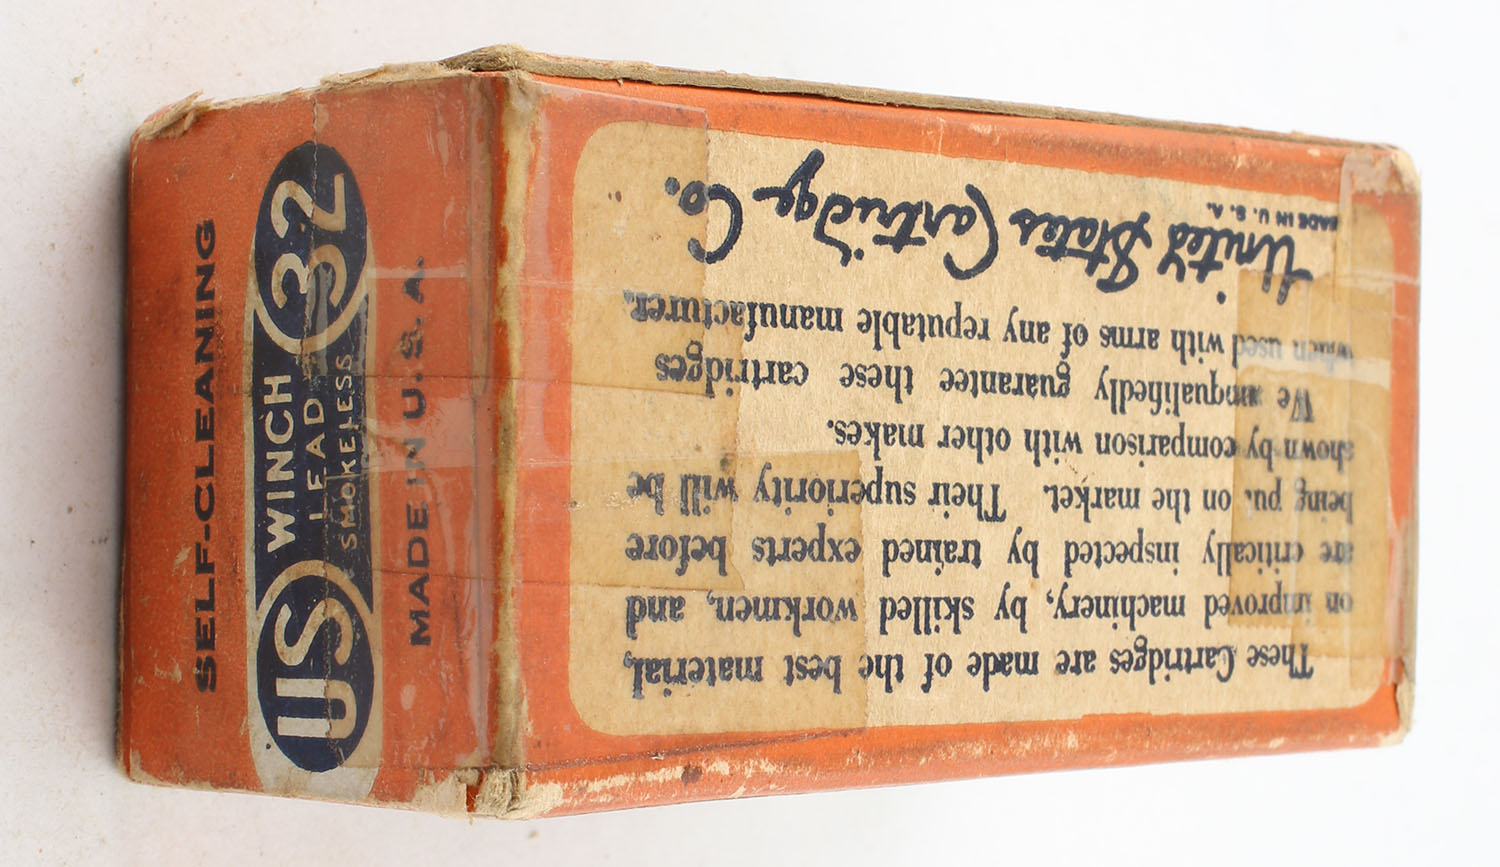 SELF-CLEANING
US WINCH 32
LEAD
SMOKELESS
MADE IN U.S.A.
These Cartridges are made of the best material,
on improved machinery, by skilled workmen, and
are critically inspected by trained experts before
being put on the market. Their superiority will be
shown by comparison with other makes.
We unqualifiedly guarantee these cartridges
when used with arms of any reputable manufacturer.
United States Cartridge Co.
MADE IN U. S. A.